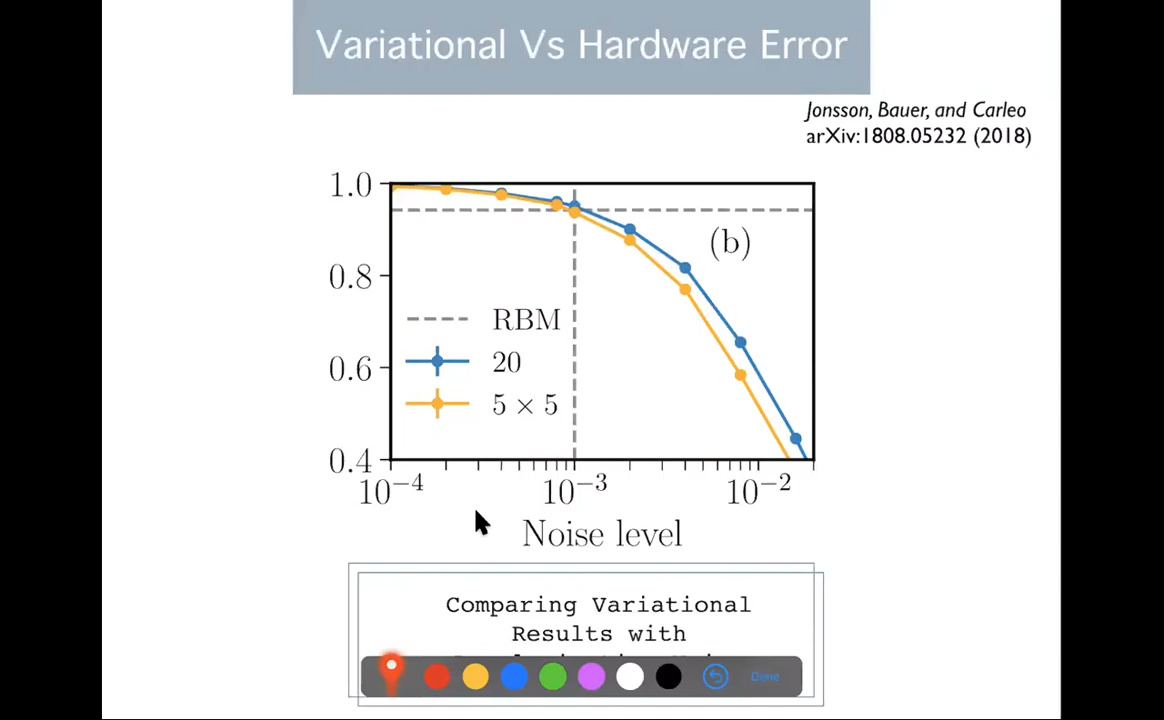 Variational Vs Hardware Error
Jonsson, Bauer, and Carleo
arXiv:1808.05232 (2018)
1.0
0.8
0.6
0.4
(b)
RBM
20
5 × 5
10⁻⁴ 10⁻³ 10⁻²
Noise level
Comparing Variational
Results with
Done